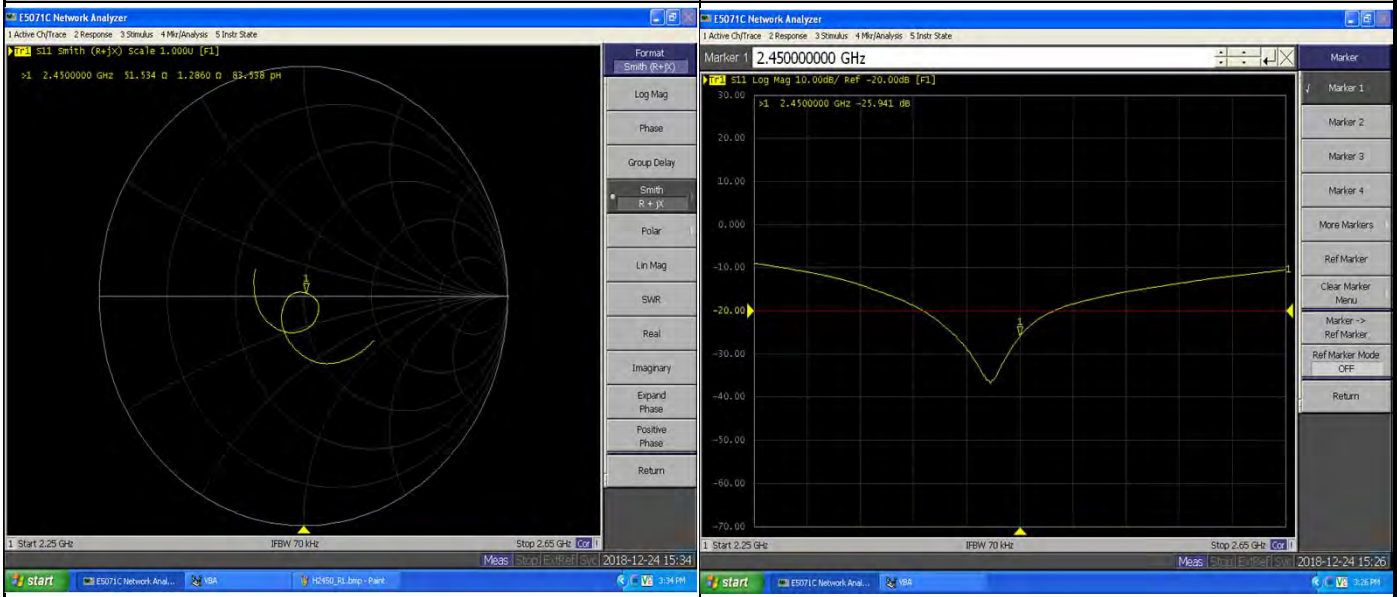 E5071C Network Analyzer
1 Active Ch/Trace 2 Response 3 Stimulus 4 Mkr/Analysis 5 Instr State
Tr1 S11 Smith (R+jX) Scale 1.000U [F1]
>1 2.4500000 GHz 51.534 Ω 1.2860 Ω 83.538 pH
1
Format
Smith (R+jX)
Log Mag
Phase
Group Delay
Smith
R + jX
Polar
Lin Mag
SWR
Real
Imaginary
Expand
Phase
Positive
Phase
Return
1 Start 2.25 GHz IFBW 70 kHz Stop 2.65 GHz Cor !
Meas Stop ExtRef Svc 2018-12-24 15:34
start E5071C Network Anal... VBA H2450_R1.bmp - Paint 3:34 PM
E5071C Network Analyzer
1 Active Ch/Trace 2 Response 3 Stimulus 4 Mkr/Analysis 5 Instr State
Marker 1 2.450000000 GHz
Tr1 S11 Log Mag 10.00dB/ Ref -20.00dB [F1]
30.00
>1 2.4500000 GHz -25.941 dB
20.00
10.00
0.000
-10.00
1
-20.00
1
-30.00
-40.00
-50.00
-60.00
-70.00
Marker
Marker 1
Marker 2
Marker 3
Marker 4
More Markers
Ref Marker
Clear Marker
Menu
Marker ->
Ref Marker
Ref Marker Mode
OFF
Return
1 Start 2.25 GHz IFBW 70 kHz Stop 2.65 GHz Cor !
Meas Stop ExtRef Svc 2018-12-24 15:26
start E5071C Network Anal... VBA 3:26 PM